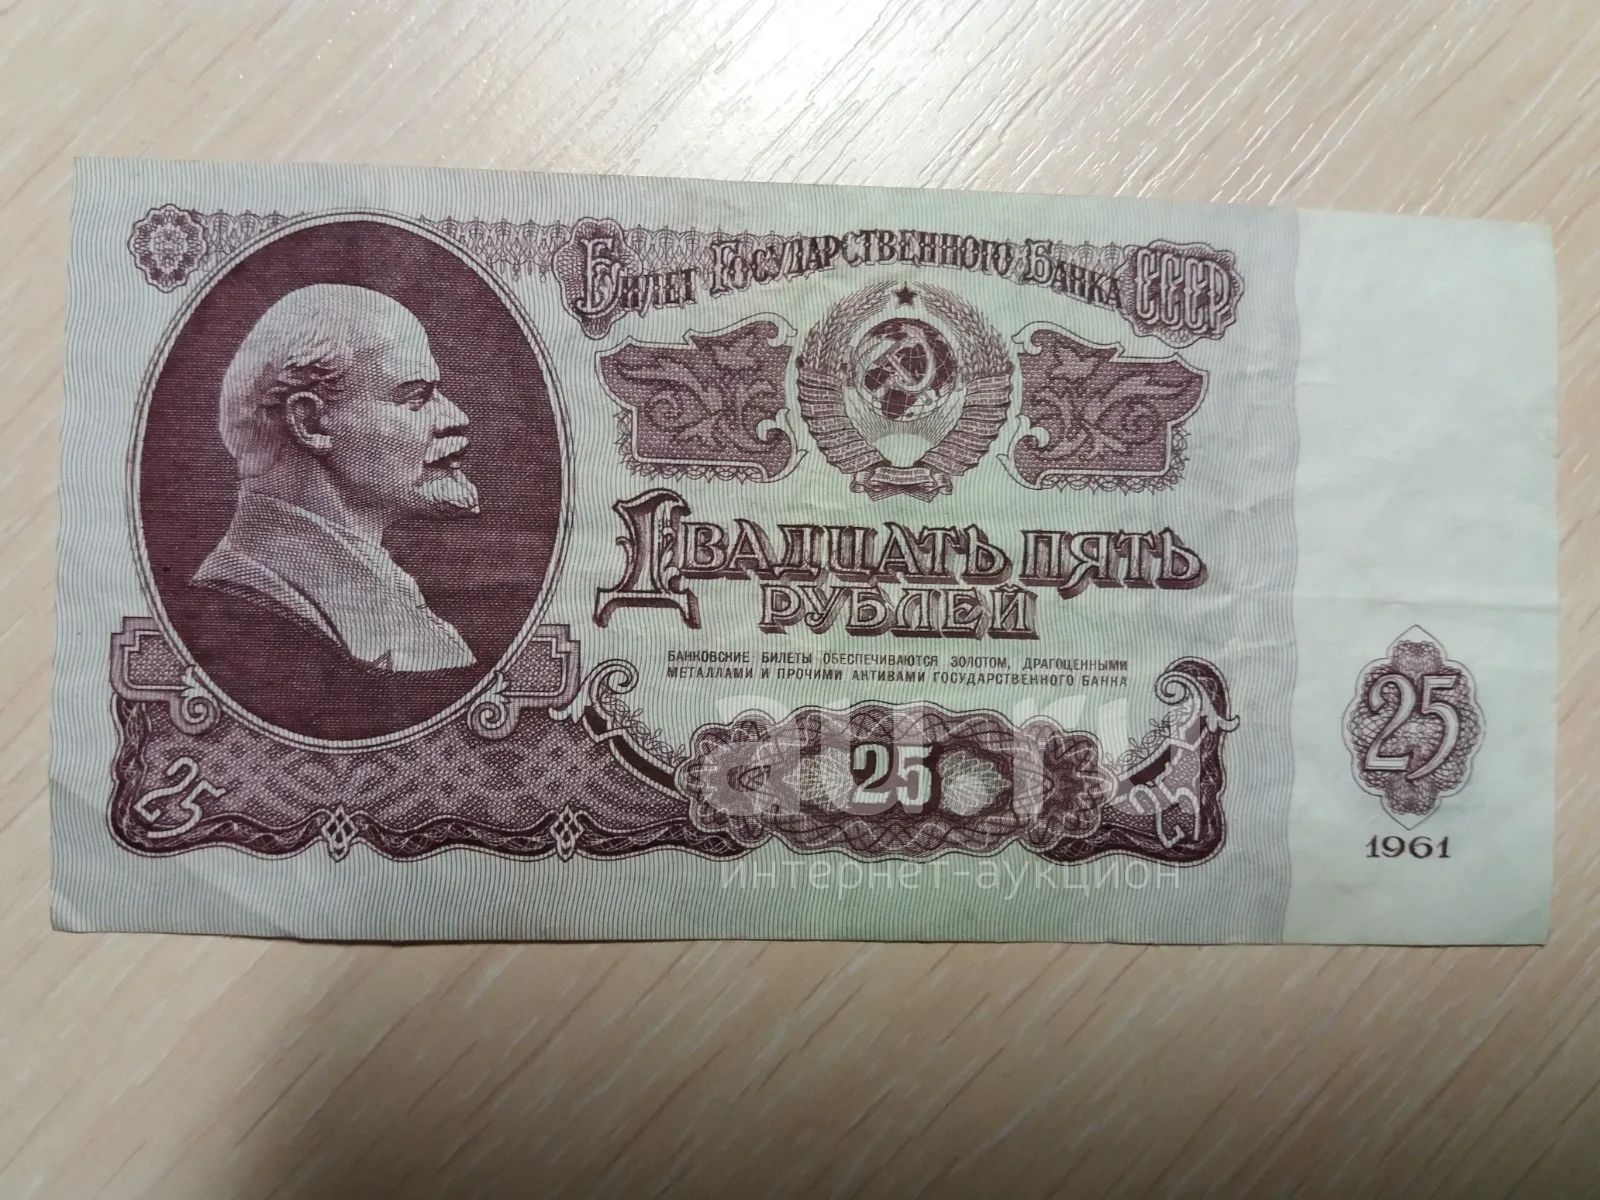 Билет Государственного Банка СССР
Двадцать пять
рублей
БАНКОВСКИЕ БИЛЕТЫ ОБЕСПЕЧИВАЮТСЯ ЗОЛОТОМ, ДРАГОЦЕННЫМИ
МЕТАЛЛАМИ И ПРОЧИМИ АКТИВАМИ ГОСУДАРСТВЕННОГО БАНКА
25
25
25
25
1961
интернет-аукцион